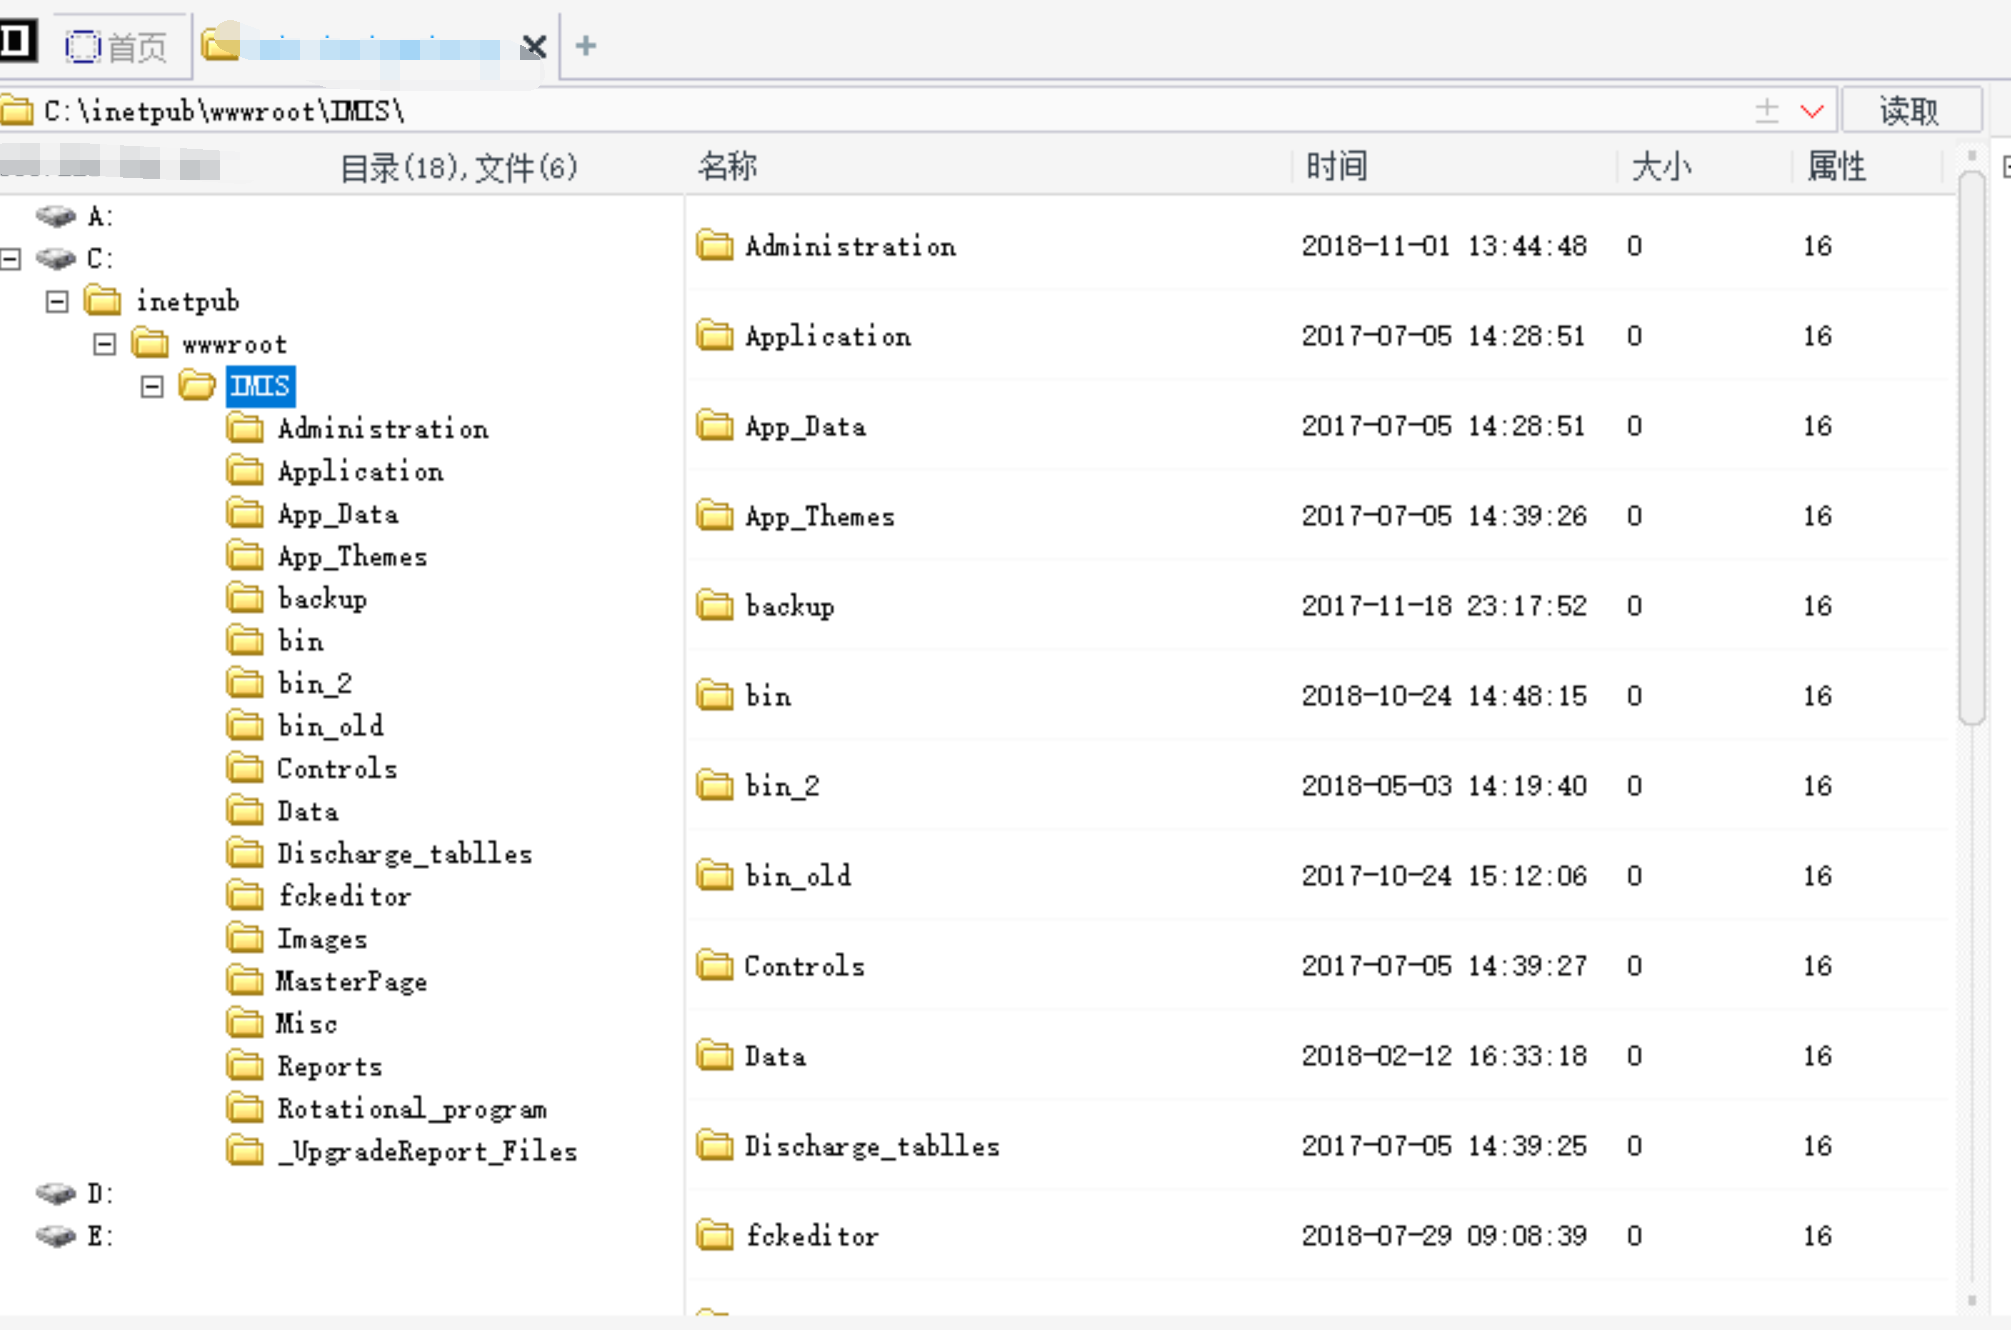 首页
C:\inetpub\wwwroot\IMIS\
读取
目录(18),文件(6)
名称 时间 大小 属性
A:
C:
inetpub
wwwroot
IMIS
Administration
Application
App_Data
App_Themes
backup
bin
bin_2
bin_old
Controls
Data
Discharge_tablles
fckeditor
Images
MasterPage
Misc
Reports
Rotational_program
_UpgradeReport_Files
D:
E:
Administration 2018-11-01 13:44:48 0 16
Application 2017-07-05 14:28:51 0 16
App_Data 2017-07-05 14:28:51 0 16
App_Themes 2017-07-05 14:39:26 0 16
backup 2017-11-18 23:17:52 0 16
bin 2018-10-24 14:48:15 0 16
bin_2 2018-05-03 14:19:40 0 16
bin_old 2017-10-24 15:12:06 0 16
Controls 2017-07-05 14:39:27 0 16
Data 2018-02-12 16:33:18 0 16
Discharge_tablles 2017-07-05 14:39:25 0 16
fckeditor 2018-07-29 09:08:39 0 16